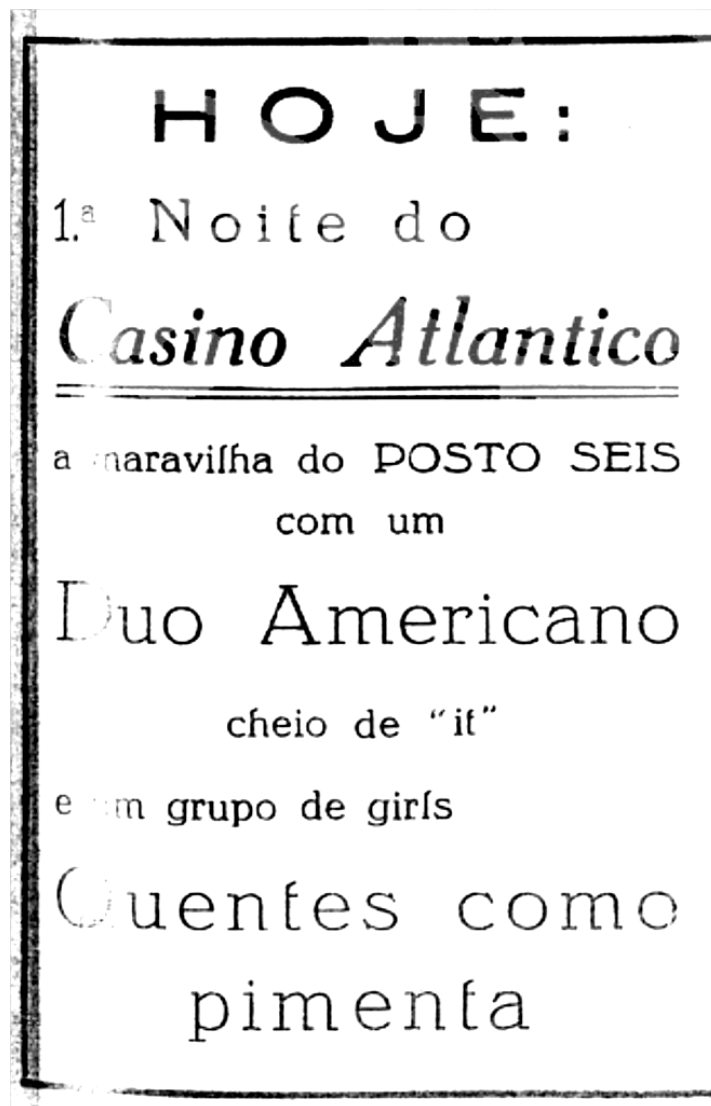 HOJE:
1.ª Noite do
Casino Atlantico
a maravilha do POSTO SEIS
com um
Duo Americano
cheio de “it”
e um grupo de girls
Quentes como
pimenta